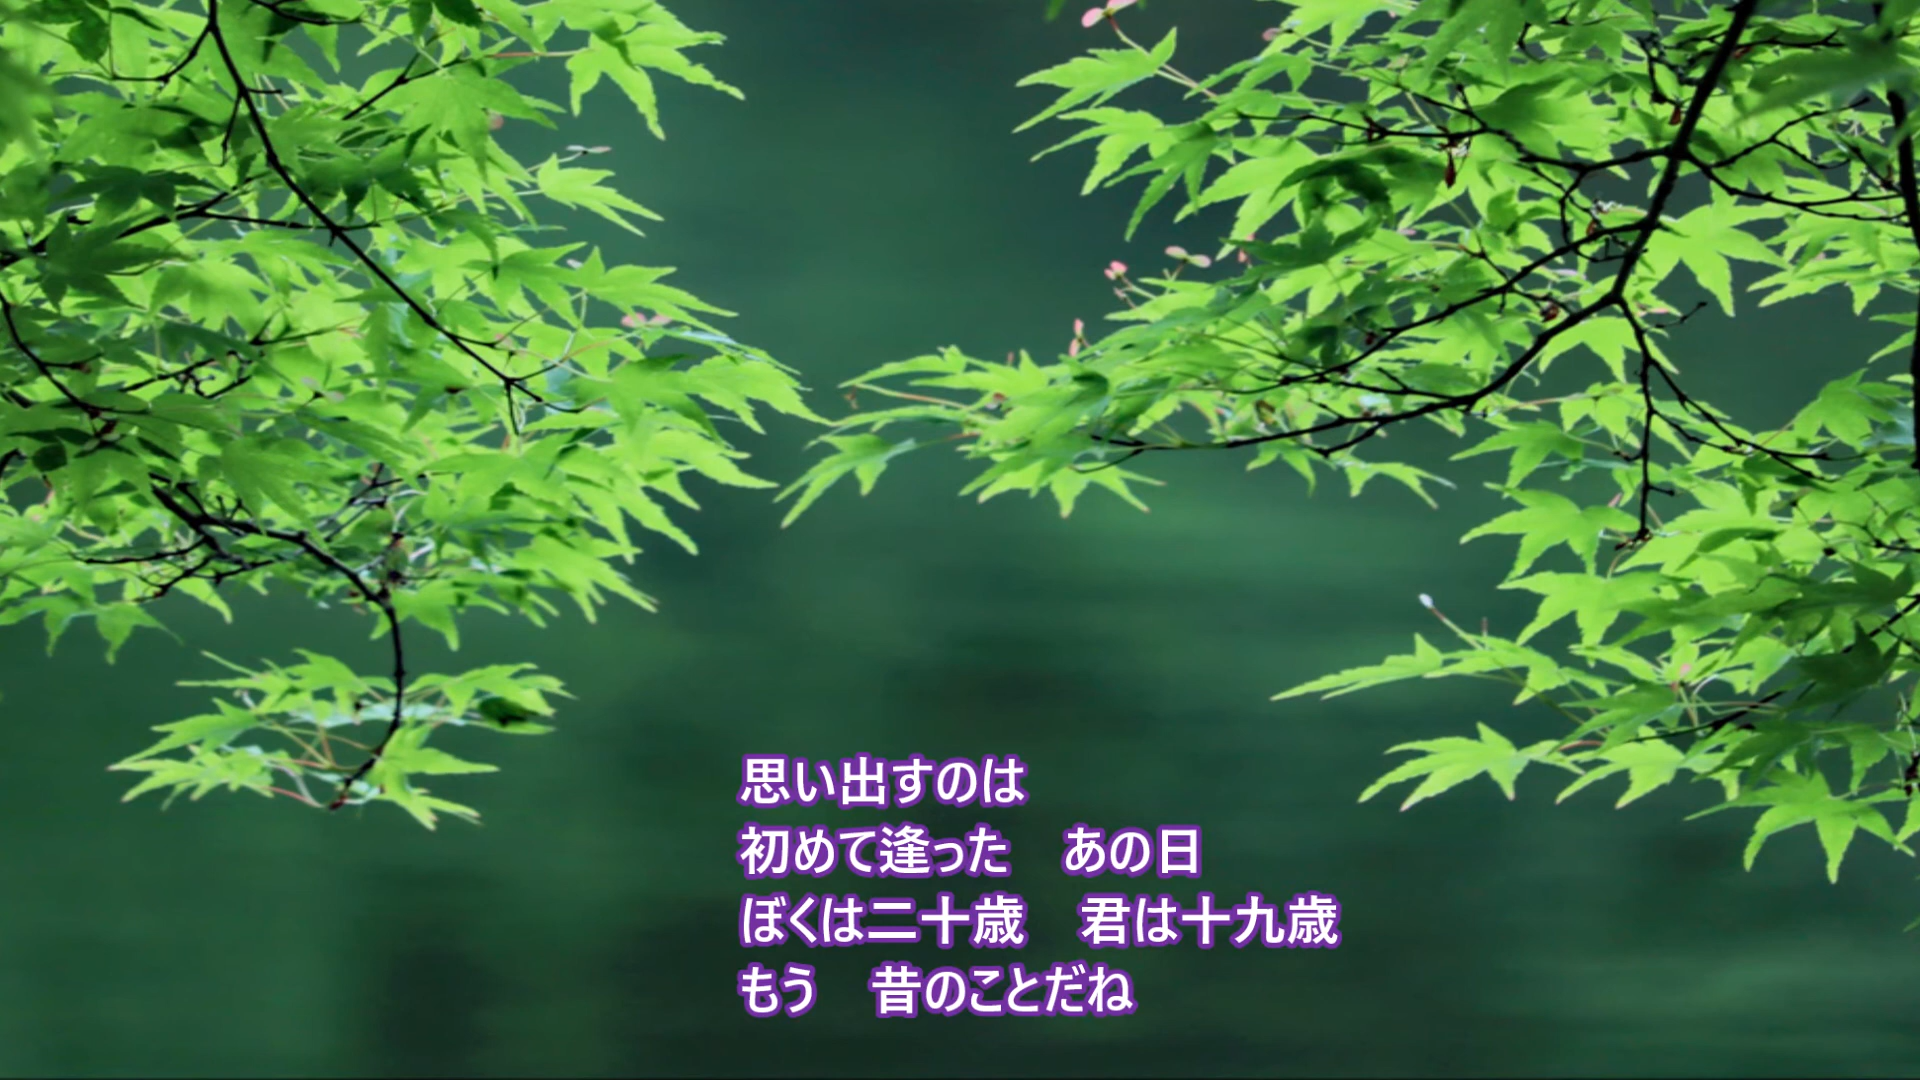 思い出すのは
初めて逢った　あの日
ぼくは二十歳　君は十九歳
もう　昔のことだね